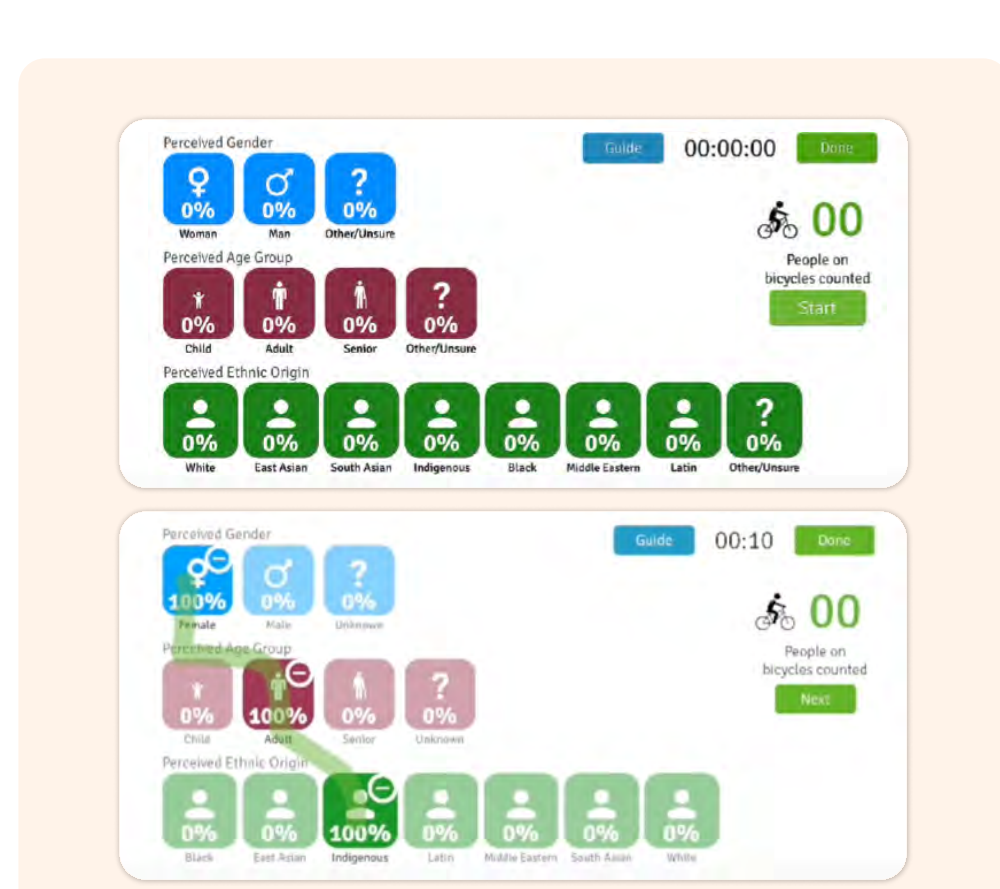 Perceived Gender
Guide 00:00:00 Done
? 
0% 0% 0%
00
Woman Man Other/Unsure
Perceived Age Group
People on
bicycles counted
?
0% 0% 0% 0%
Start
Child Adult Senior Other/Unsure
Perceived Ethnic Origin
?
0% 0% 0% 0% 0% 0% 0% 0%
White East Asian South Asian Indigenous Black Middle Eastern Latin Other/Unsure
Perceived Gender
Guide 00:10 Done
?
100% 0% 0%
00
Female Male Unknown
Perceived Age Group
People on
bicycles counted
?
0% 100% 0% 0%
Next
Child Adult Senior Unknown
Perceived Ethnic Origin
0% 0% 100% 0% 0% 0% 0%
Black East Asian Indigenous Latin Middle Eastern South Asian White